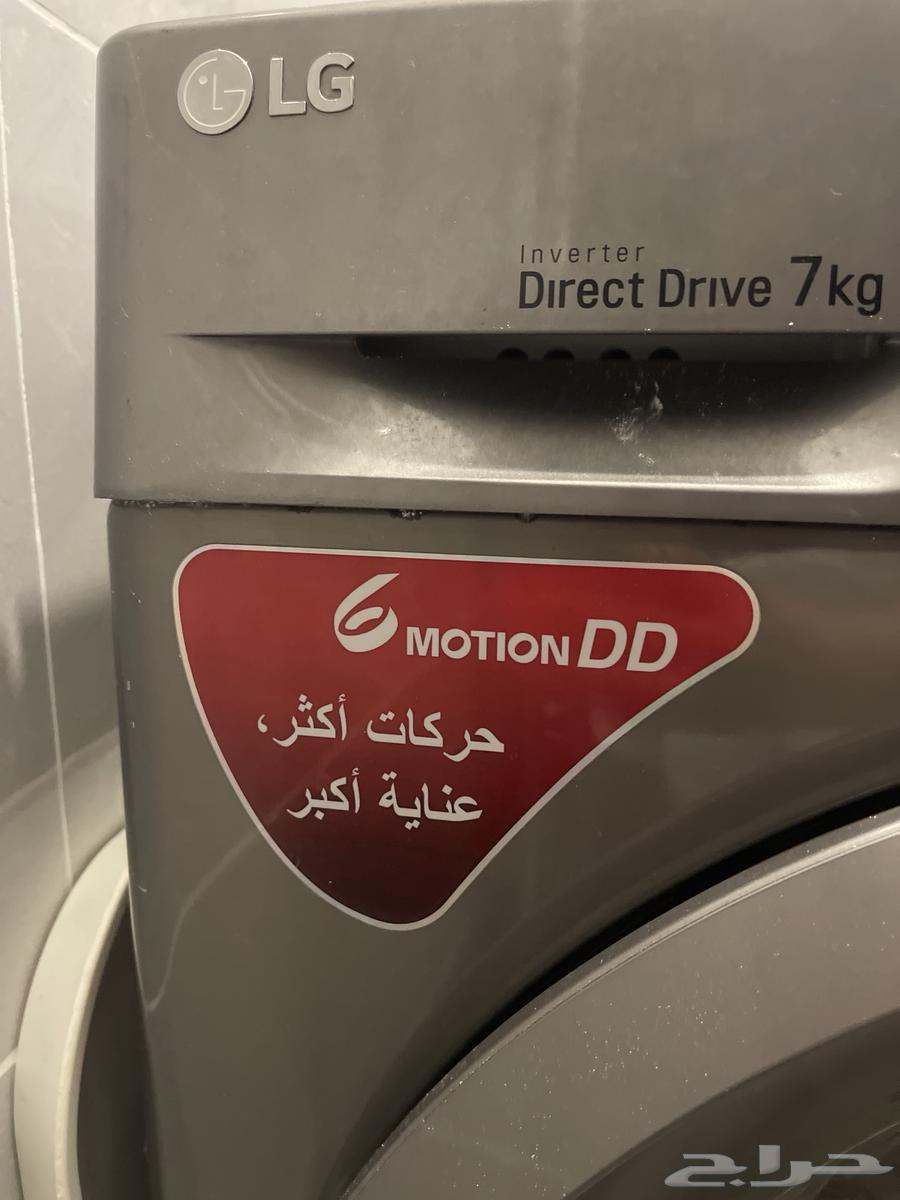 LG
Inverter
Direct Drive 7kg
6 MOTION DD
حركات أكثر،
عناية أكبر
حراج